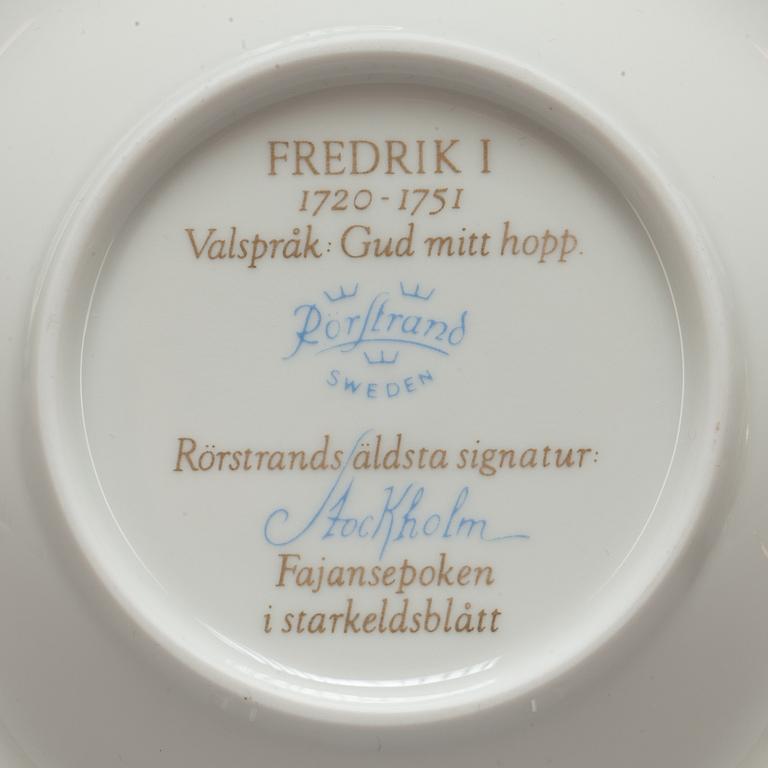 FREDRIK I
1720-1751
Valspråk: Gud mitt hopp.
Rörstrand
SWEDEN
Rörstrands äldsta signatur:
Stockholm
Fajansepoken
i starkeldsblått